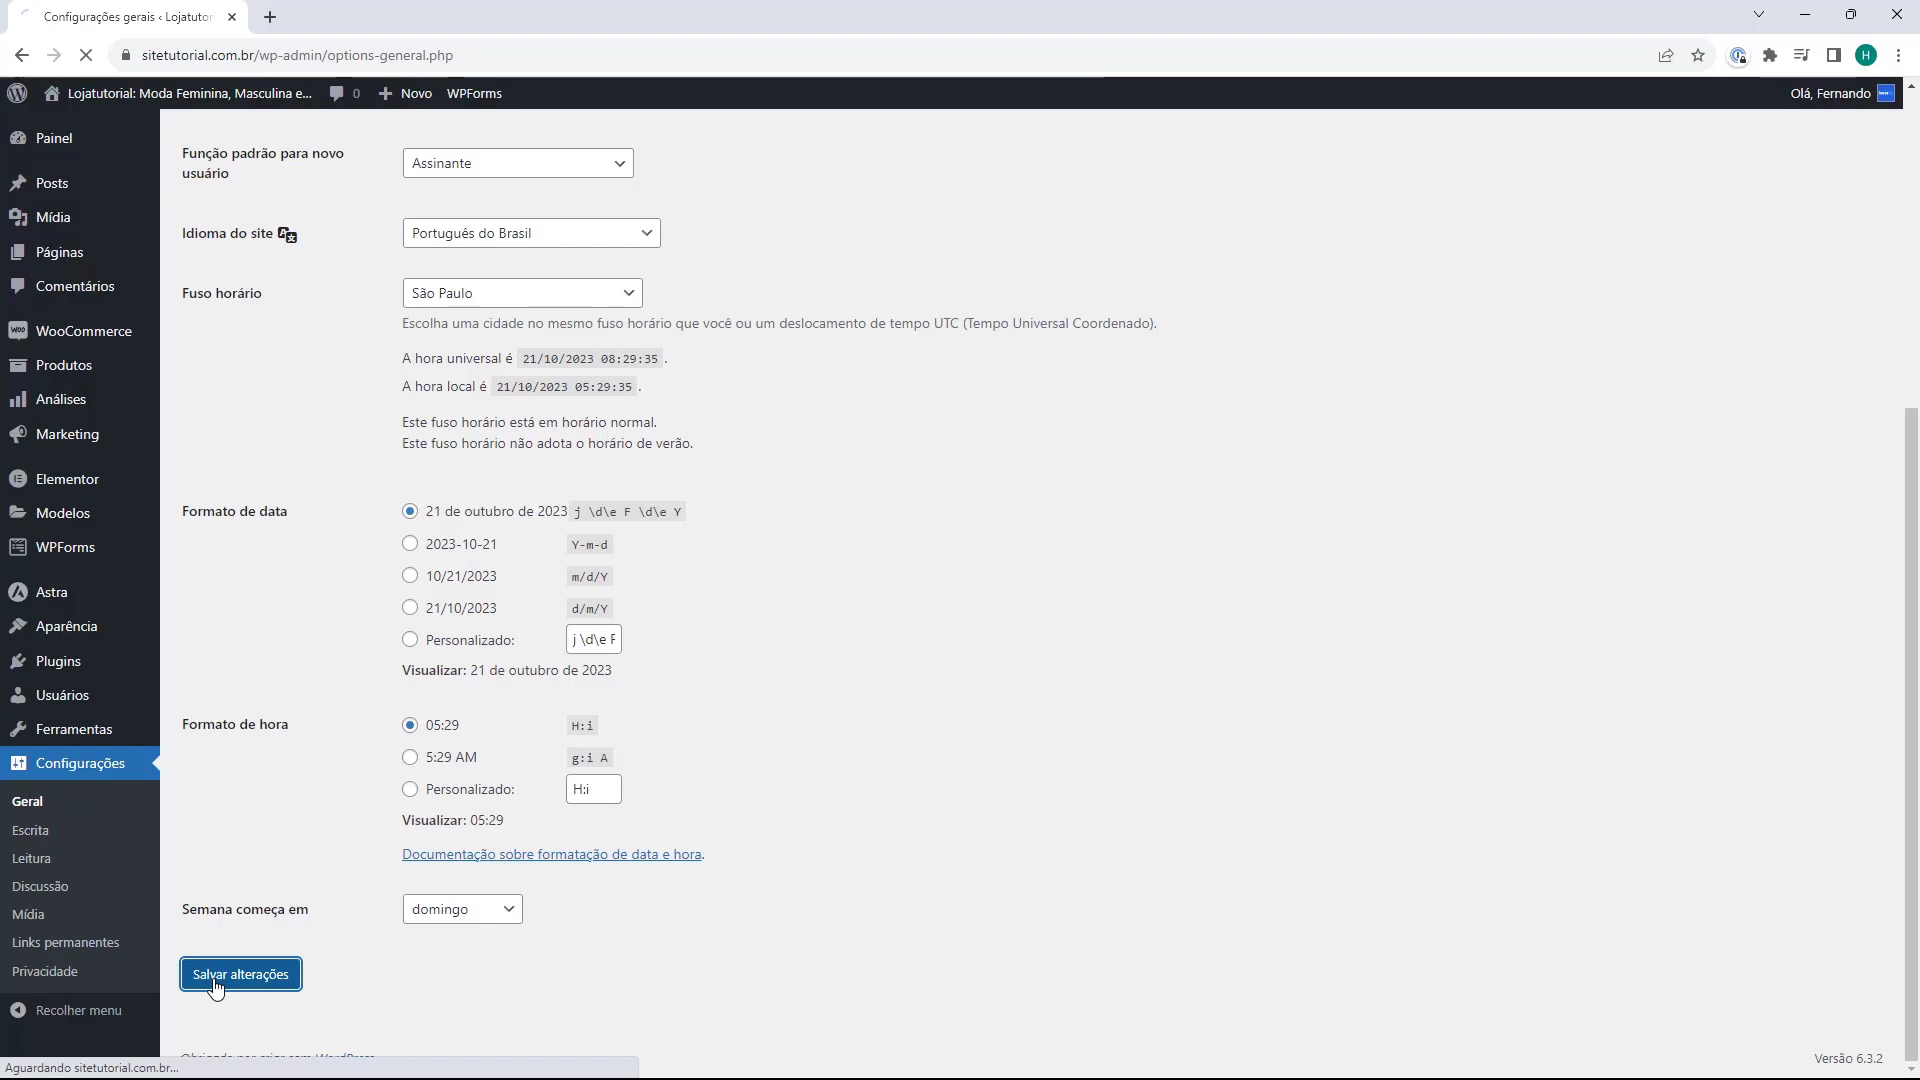 Configurações gerais ‹ Lojatutor
sitetutorial.com.br/wp-admin/options-general.php
H
Lojatutorial: Moda Feminina, Masculina e...
0
Novo
WPForms
Olá, Fernando
Painel
Posts
Mídia
Páginas
Comentários
WooCommerce
Produtos
Análises
Marketing
Elementor
Modelos
WPForms
Astra
Aparência
Plugins
Usuários
Ferramentas
Configurações
Geral
Escrita
Leitura
Discussão
Mídia
Links permanentes
Privacidade
Recolher menu
Função padrão para novo
usuário
Assinante
Idioma do site
Português do Brasil
Fuso horário
São Paulo
Escolha uma cidade no mesmo fuso horário que você ou um deslocamento de tempo UTC (Tempo Universal Coordenado).
A hora universal é 21/10/2023 08:29:35 .
A hora local é 21/10/2023 05:29:35 .
Este fuso horário está em horário normal.
Este fuso horário não adota o horário de verão.
Formato de data
21 de outubro de 2023 j \d\e F \d\e Y
2023-10-21 Y-m-d
10/21/2023 m/d/Y
21/10/2023 d/m/Y
Personalizado: j \d\e F
Visualizar: 21 de outubro de 2023
Formato de hora
05:29 H:i
5:29 AM g:i A
Personalizado: H:i
Visualizar: 05:29
Documentação sobre formatação de data e hora.
Semana começa em
domingo
Salvar alterações
Obrigado por criar com WordPress.
Versão 6.3.2
Aguardando sitetutorial.com.br...